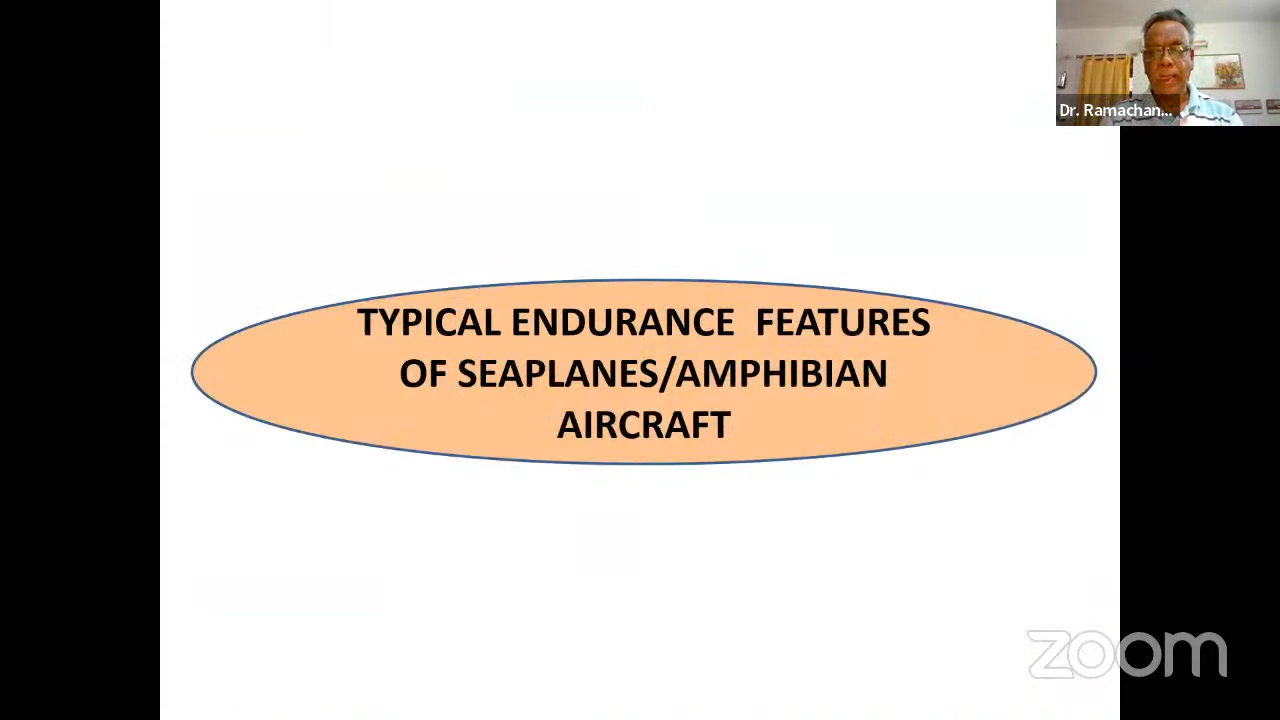 Dr. Ramachan...
TYPICAL ENDURANCE FEATURES
OF SEAPLANES/AMPHIBIAN
AIRCRAFT
zoom